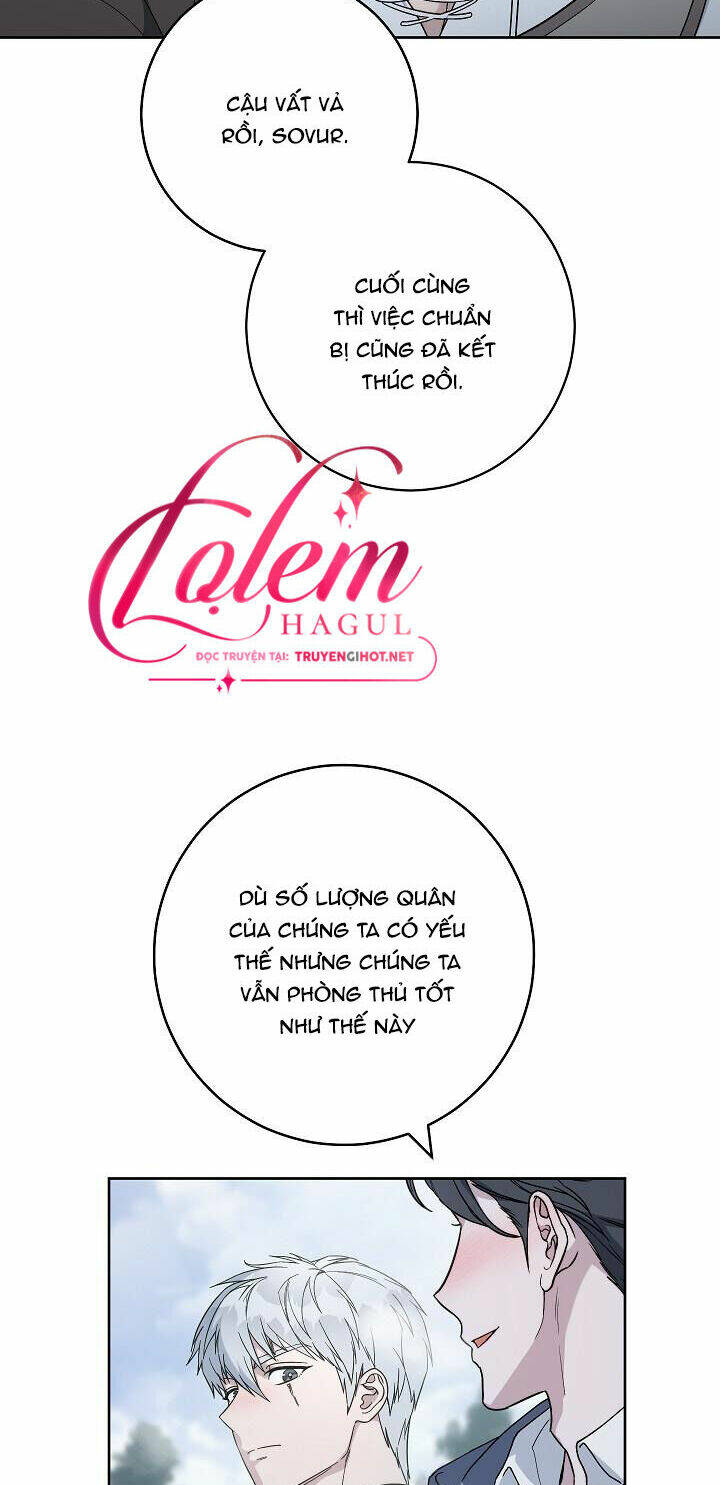 CẬU VẤT VẢ
RỒI, SOVUR.
CUỐI CÙNG
THÌ VIỆC CHUẨN
BỊ CŨNG ĐÃ KẾT
THÚC RỒI.
Lọlem
HAGUL
ĐỌC TRUYỆN TẠI: TRUYENGIHOT.NET
DÙ SỐ LƯỢNG QUÂN
CỦA CHÚNG TA CÓ YẾU
THẾ NHƯNG CHÚNG TA
VẪN PHÒNG THỦ TỐT
NHƯ THẾ NÀY